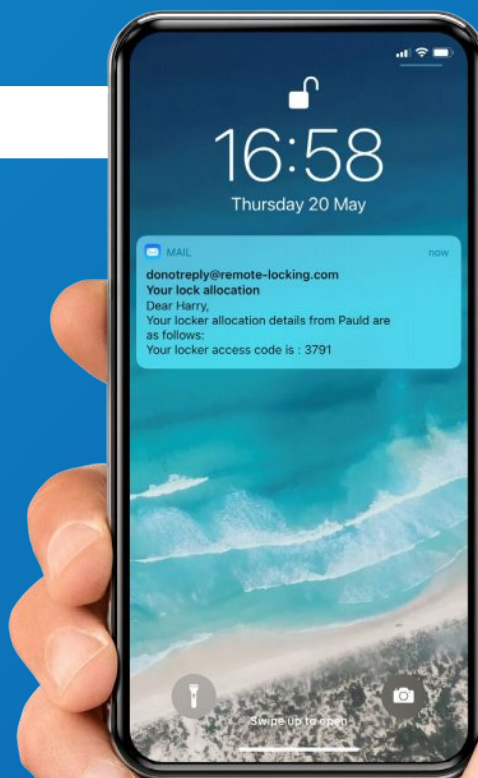 16:58
Thursday 20 May
MAIL now
donotreply@remote-locking.com
Your lock allocation
Dear Harry,
Your locker allocation details from Pauld are
as follows:
Your locker access code is : 3791
Swipe up to open